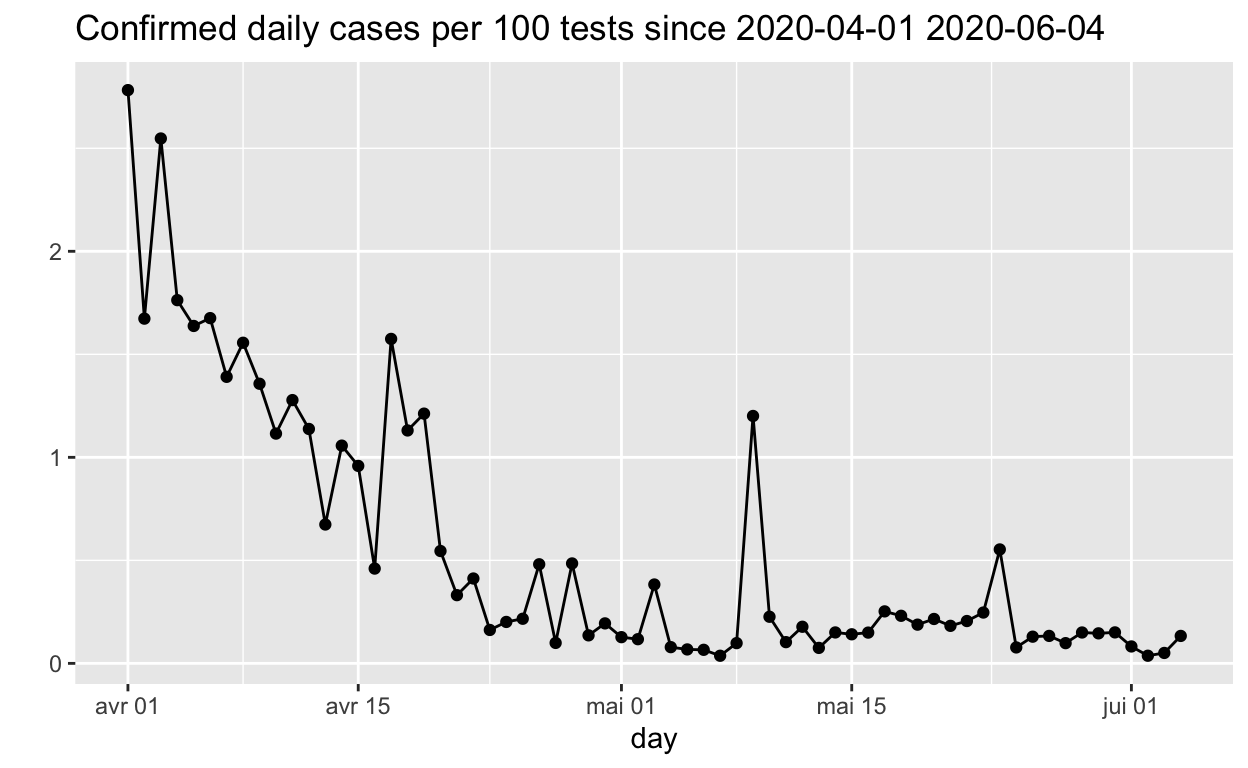 Confirmed daily cases per 100 tests since 2020-04-01 2020-06-04
2
1
0
avr 01 avr 15 mai 01 mai 15 jui 01
day